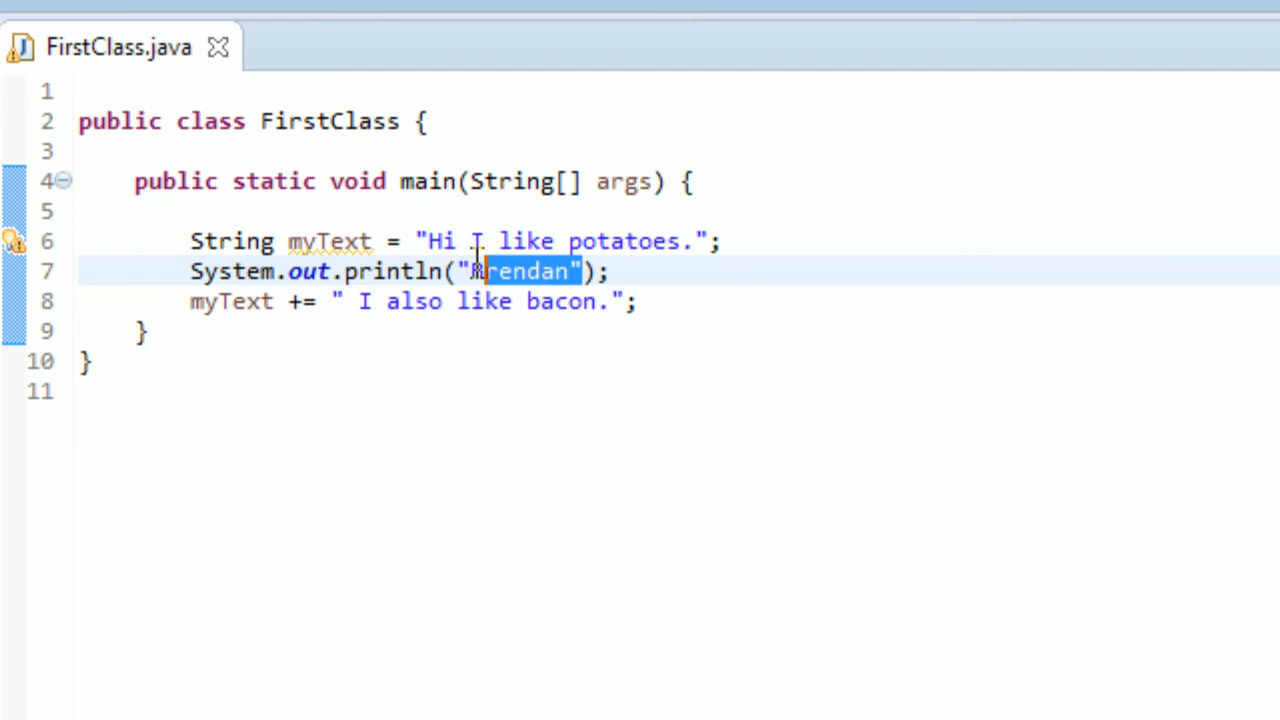 FirstClass.java
1
2 public class FirstClass {
3
4 public static void main(String[] args) {
5
6 String myText = "Hi I like potatoes.";
7 System.out.println("Brendan");
8 myText += " I also like bacon.";
9 }
10 }
11